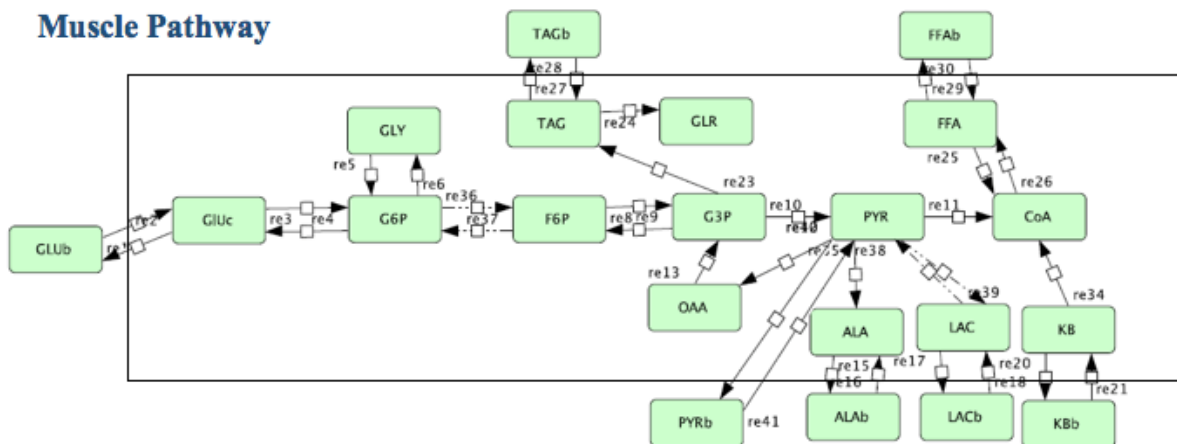 Muscle Pathway
TAGb
FFAb
re28
re30
re27
re29
TAG
re24
GLR
FFA
GLY
re5
re6
re23
re25
re26
GLUb
re2
GlUc
re3
re4
G6P
re36
re37
F6P
re8
re9
G3P
re10
re40
PYR
re11
CoA
re13
re38
re39
re34
OAA
ALA
LAC
KB
re15
re17
re20
re16
re18
re21
PYRb
re41
ALAb
LACb
KBb